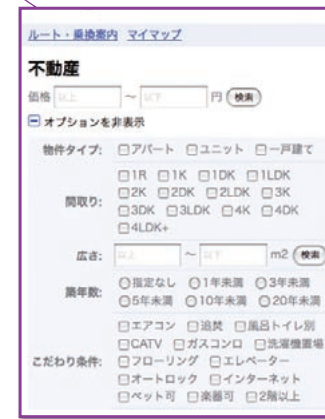 ルート・乗換案内 マイマップ
不動産
価格 以上 ～ 以下 円 検索
オプションを非表示
物件タイプ: アパート ユニット 一戸建て
間取り: 1R 1K 1DK 1LDK
2K 2DK 2LDK 3K
3DK 3LDK 4K 4DK
4LDK+
広さ: 以上 ～ 以下 m2 検索
築年数: 指定なし 1年未満 3年未満
5年未満 10年未満 20年未満
こだわり条件: エアコン 追焚 風呂トイレ別
CATV ガスコンロ 洗濯機置場
フローリング エレベーター
オートロック インターネット
ペット可 楽器可 2階以上